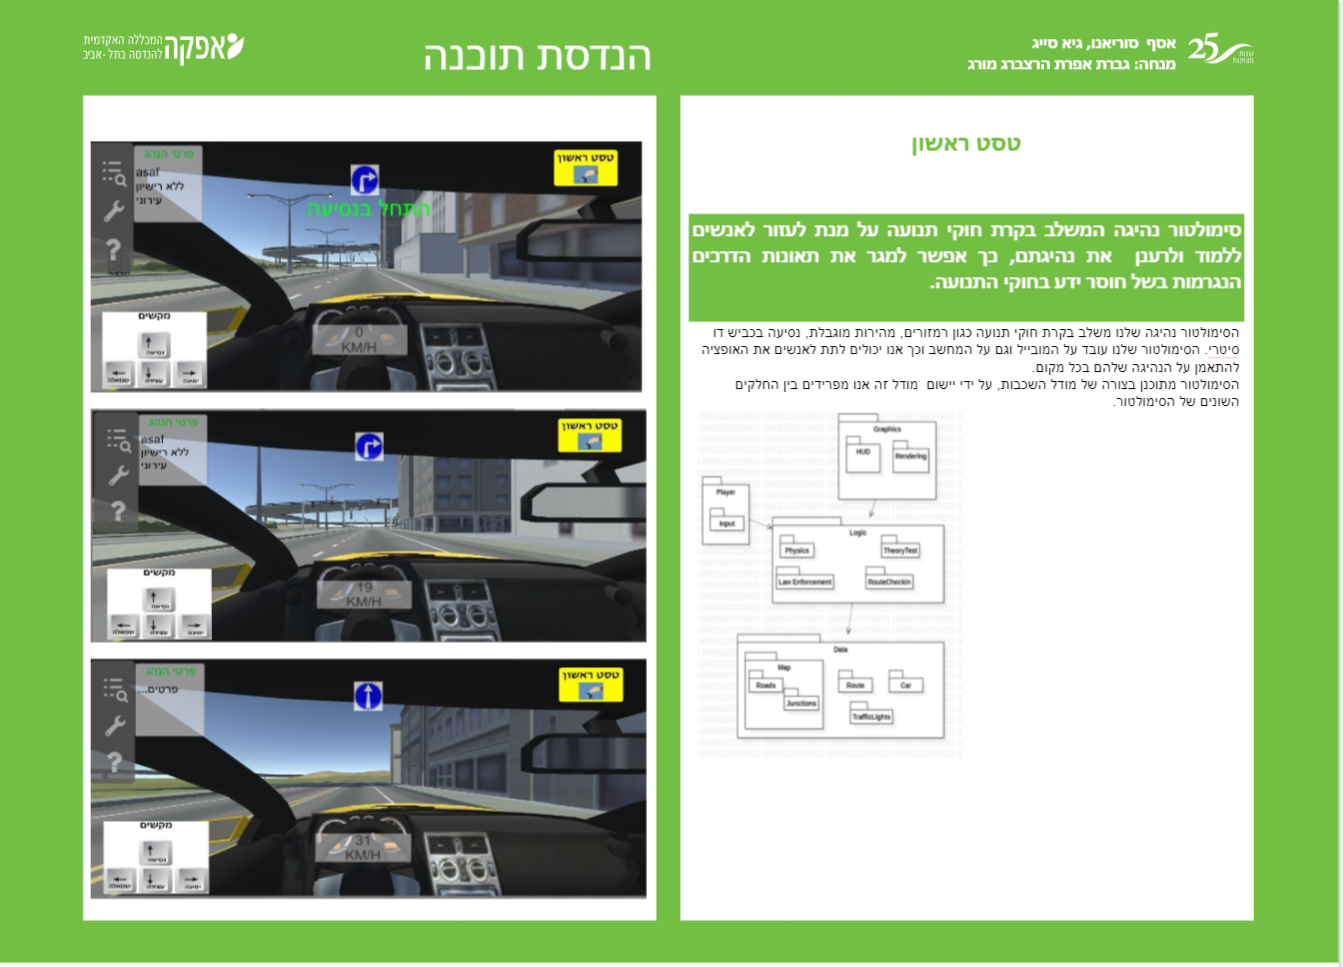 שנות
מצוינות
25
אסף סוריאנו, גיא סייג
מנחה: גברת אפרת הרצברג מורג
הנדסת תוכנה
אפקה
המכללה האקדמית
להנדסה בתל-אביב
טסט ראשון
סימולטור נהיגה המשלב בקרת חוקי תנועה על מנת לעזור לאנשים
ללמוד ולרענן את נהיגתם, כך אפשר למגר את תאונות הדרכים
הנגרמות בשל חוסר ידע בחוקי התנועה.
הסימולטור נהיגה שלנו משלב בקרת חוקי תנועה כגון רמזורים, מהירות מוגבלת, נסיעה בכביש דו
סיטרי. הסימולטור שלנו עובד על המובייל וגם על המחשב וכך אנו יכולים לתת לאנשים את האופציה
להתאמן על הנהיגה שלהם בכל מקום.
הסימולטור מתוכנן בצורה של מודל השכבות, על ידי יישום מודל זה אנו מפרידים בין החלקים
השונים של הסימולטור.
Graphics
HUD
Rendering
Player
Input
Logic
Physics
TheoryTest
Law Enforcement
RouteCheckin
Data
Map
Roads
Junctions
Route
Car
TrafficLights
טסט ראשון
פרטי הנהג
asaf
ללא רישיון
עירוני
התחל בנסיעה
?
מקשים
נסיעה
שמאלה
עצירה
ימינה
0
KM/H
טסט ראשון
פרטי הנהג
asaf
ללא רישיון
עירוני
?
מקשים
נסיעה
שמאלה
עצירה
ימינה
19
KM/H
טסט ראשון
פרטי הנהג
פרטים...
?
מקשים
נסיעה
שמאלה
עצירה
ימינה
31
KM/H